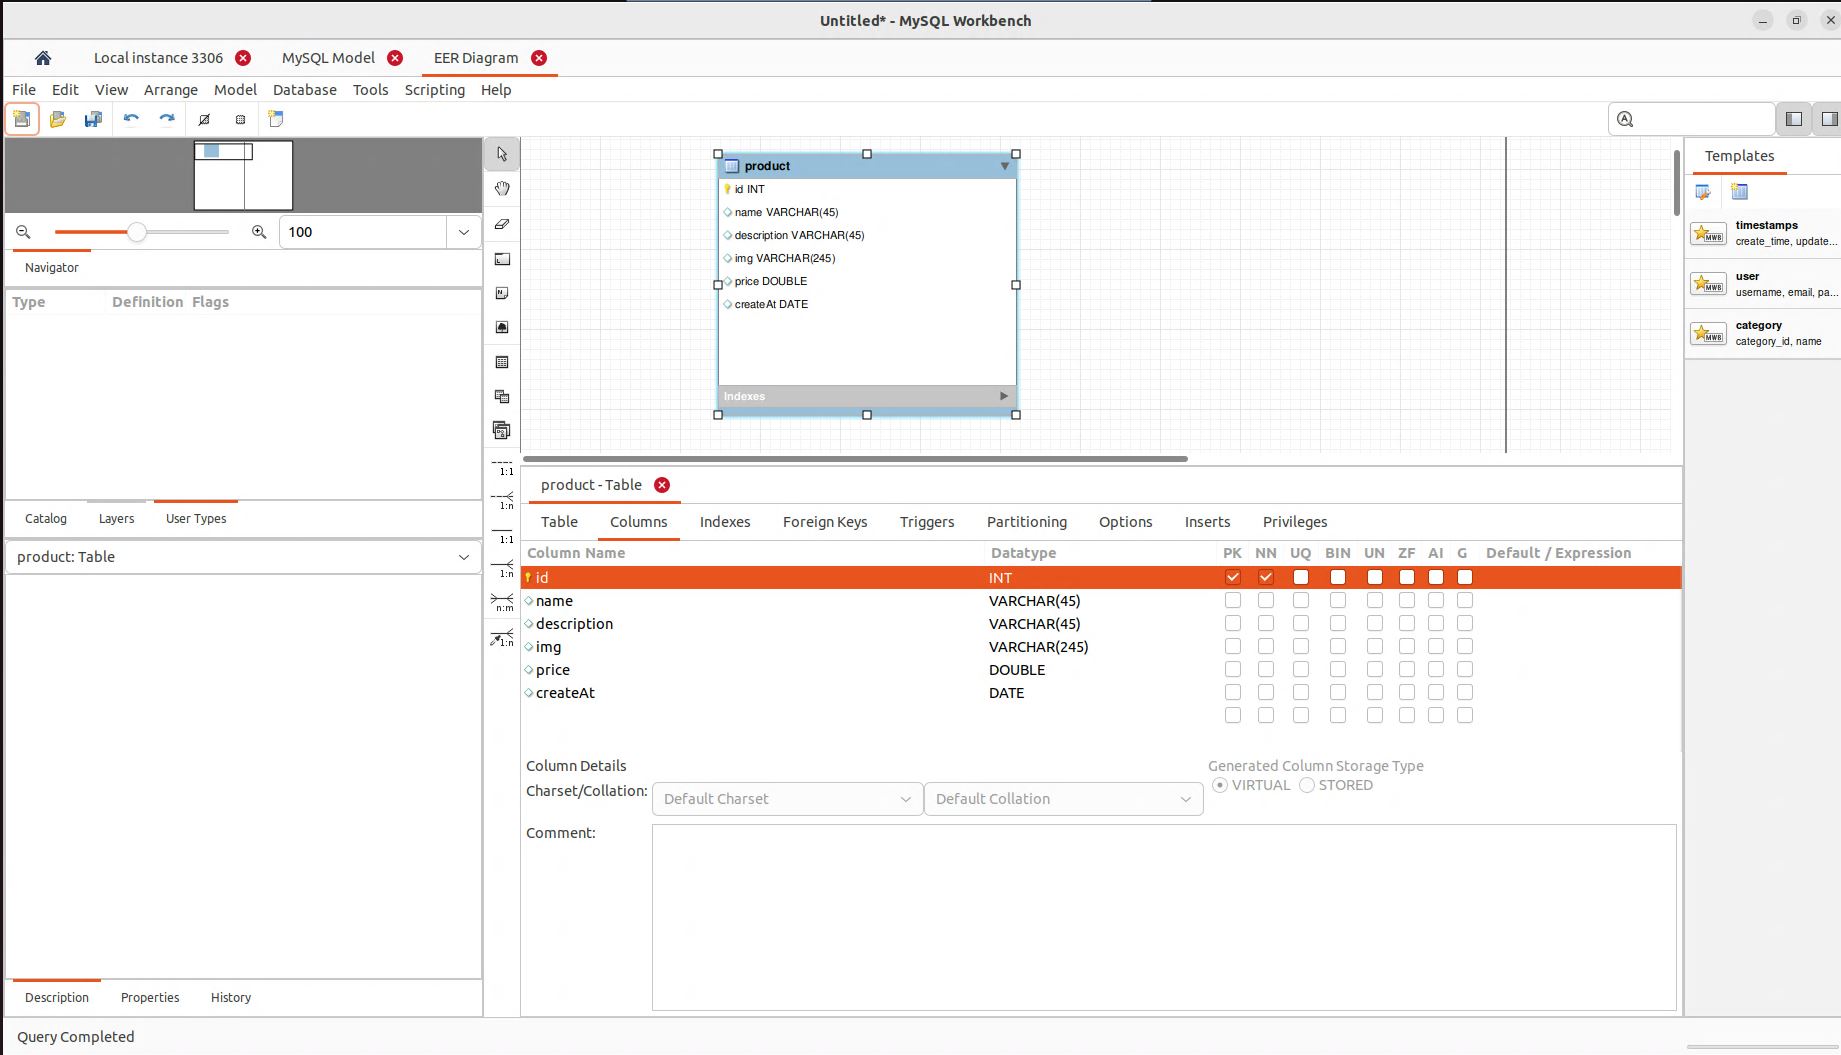 Untitled* - MySQL Workbench
Local instance 3306
MySQL Model
EER Diagram
File Edit View Arrange Model Database Tools Scripting Help
100
Navigator
Type Definition Flags
Catalog Layers User Types
product: Table
Description Properties History
Query Completed
1:1
1:n
1:1
1:n
n:m
1:n
product
id INT
name VARCHAR(45)
description VARCHAR(45)
img VARCHAR(245)
price DOUBLE
createAt DATE
Indexes
Templates
timestamps
create_time, update...
user
username, email, pa...
category
category_id, name
product - Table
Table Columns Indexes Foreign Keys Triggers Partitioning Options Inserts Privileges
Column Name Datatype PK NN UQ BIN UN ZF AI G Default / Expression
id INT
name VARCHAR(45)
description VARCHAR(45)
img VARCHAR(245)
price DOUBLE
createAt DATE
Column Details
Generated Column Storage Type
Charset/Collation: Default Charset Default Collation
VIRTUAL STORED
Comment: